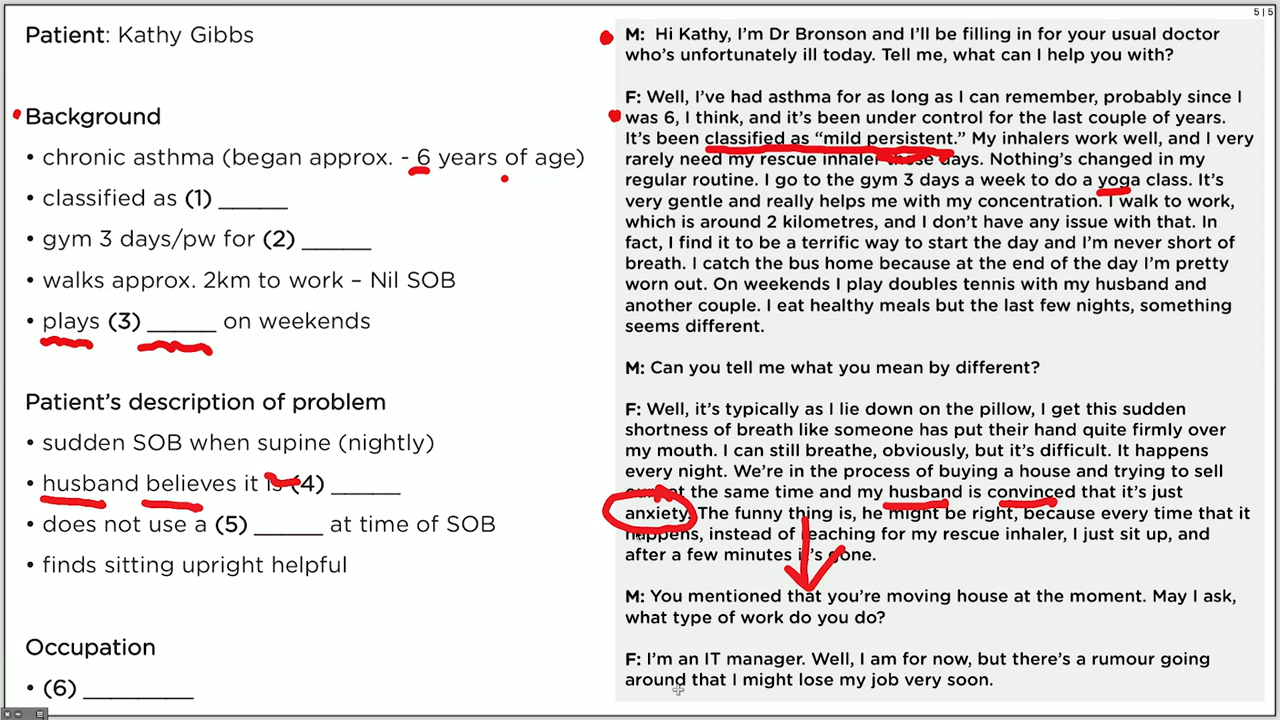 5|5
Patient: Kathy Gibbs
Background
• chronic asthma (began approx. - 6 years of age)
• classified as (1) ______
• gym 3 days/pw for (2) ______
• walks approx. 2km to work – Nil SOB
• plays (3) ______ on weekends
Patient's description of problem
• sudden SOB when supine (nightly)
• husband believes it is (4) ______
• does not use a (5) ______ at time of SOB
• finds sitting upright helpful
Occupation
• (6) _________
M: Hi Kathy, I'm Dr Bronson and I'll be filling in for your usual doctor
who's unfortunately ill today. Tell me, what can I help you with?
F: Well, I've had asthma for as long as I can remember, probably since I
was 6, I think, and it's been under control for the last couple of years.
It's been classified as “mild persistent.” My inhalers work well, and I very
rarely need my rescue inhaler these days. Nothing's changed in my
regular routine. I go to the gym 3 days a week to do a yoga class. It's
very gentle and really helps me with my concentration. I walk to work,
which is around 2 kilometres, and I don't have any issue with that. In
fact, I find it to be a terrific way to start the day and I'm never short of
breath. I catch the bus home because at the end of the day I'm pretty
worn out. On weekends I play doubles tennis with my husband and
another couple. I eat healthy meals but the last few nights, something
seems different.
M: Can you tell me what you mean by different?
F: Well, it's typically as I lie down on the pillow, I get this sudden
shortness of breath like someone has put their hand quite firmly over
my mouth. I can still breathe, obviously, but it's difficult. It happens
every night. We're in the process of buying a house and trying to sell
at the same time and my husband is convinced that it's just
anxiety. The funny thing is, he might be right, because every time that it
happens, instead of reaching for my rescue inhaler, I just sit up, and
after a few minutes it's gone.
M: You mentioned that you're moving house at the moment. May I ask,
what type of work do you do?
F: I'm an IT manager. Well, I am for now, but there's a rumour going
around that I might lose my job very soon.